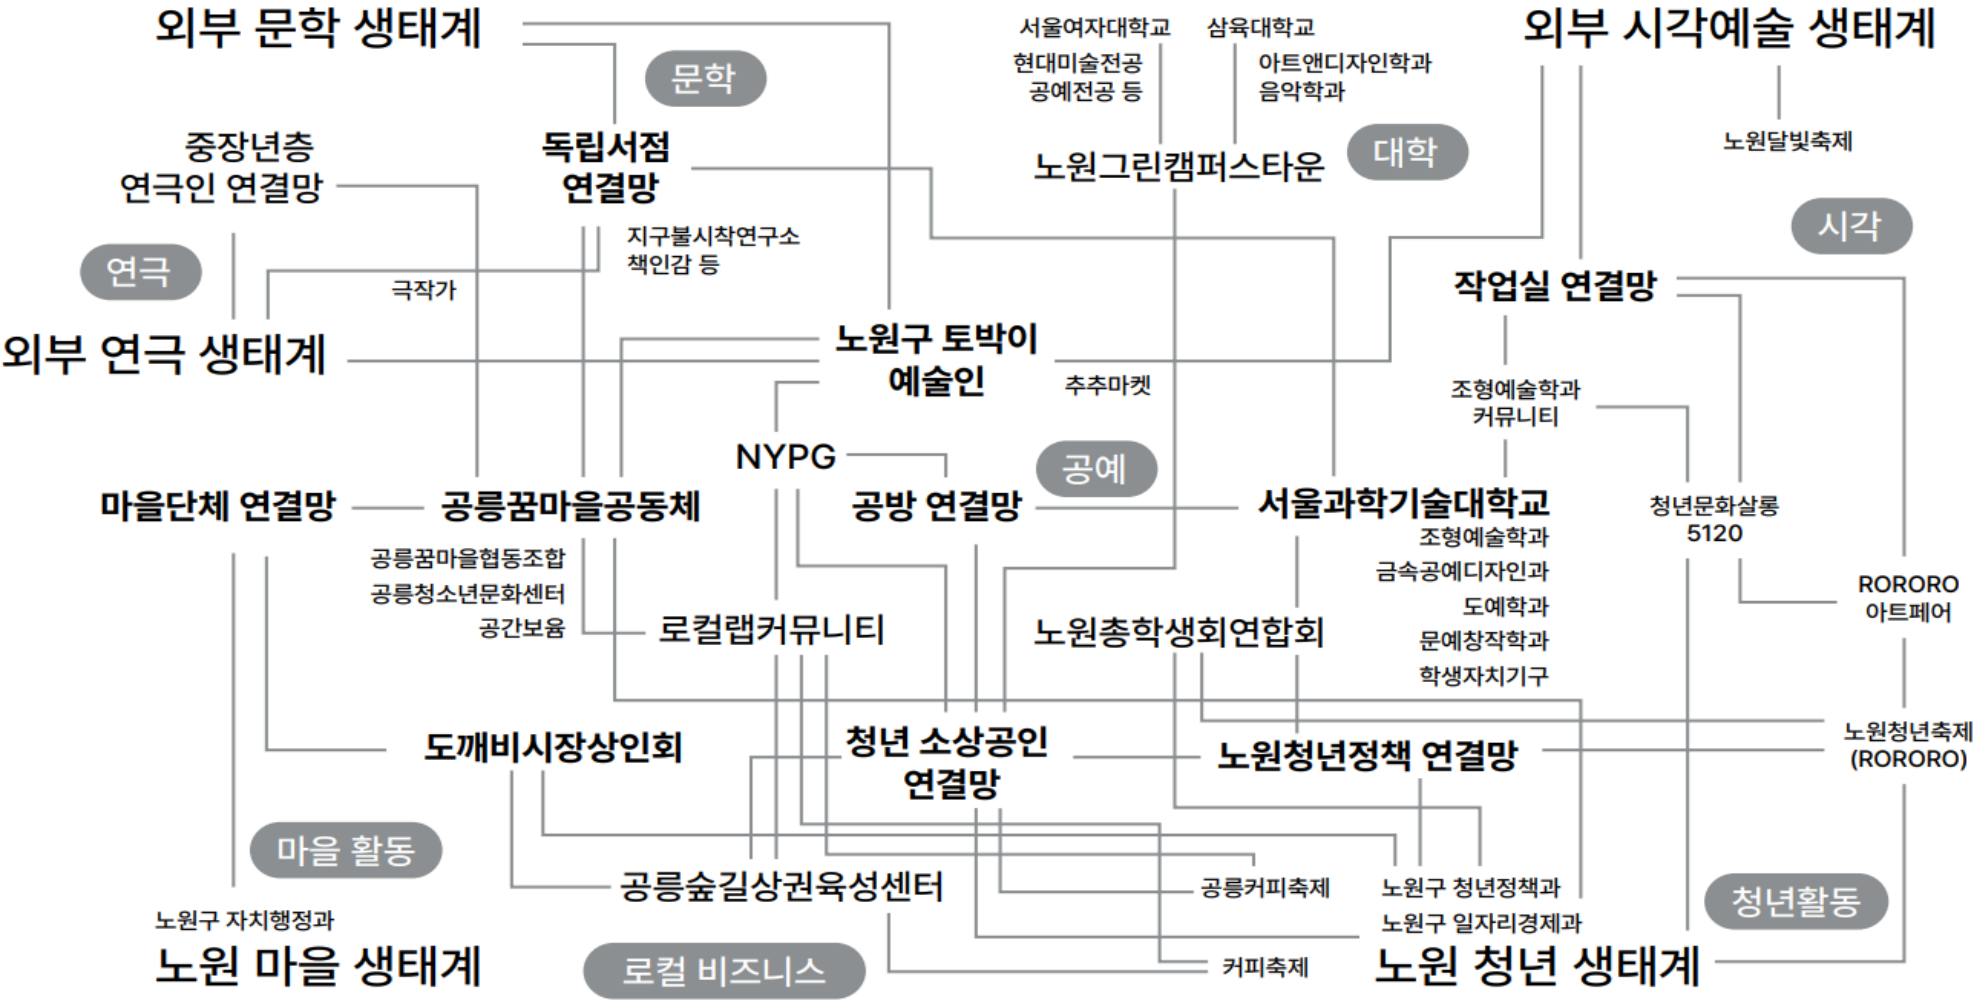 외부 문학 생태계
서울여자대학교
삼육대학교
외부 시각예술 생태계
현대미술전공
공예전공 등
아트앤디자인학과
음악학과
문학
중장년층
연극인 연결망
독립서점
연결망
노원그린캠퍼스타운
대학
노원달빛축제
지구불시착연구소
책인감 등
시각
연극
극작가
작업실 연결망
외부 연극 생태계
노원구 토박이
예술인
추추마켓
조형예술학과
커뮤니티
NYPG
공예
마을단체 연결망
공릉꿈마을공동체
공방 연결망
서울과학기술대학교
청년문화살롱
5120
공릉꿈마을협동조합
공릉청소년문화센터
공간보윰
조형예술학과
금속공예디자인과
도예학과
문예창작학과
학생자치기구
RORORO
아트페어
로컬랩커뮤니티
노원총학생회연합회
도깨비시장상인회
청년 소상공인
연결망
노원청년정책 연결망
노원청년축제
(RORORO)
마을 활동
공릉숲길상권육성센터
공릉커피축제
노원구 청년정책과
노원구 일자리경제과
청년활동
노원구 자치행정과
노원 마을 생태계
로컬 비즈니스
커피축제
노원 청년 생태계